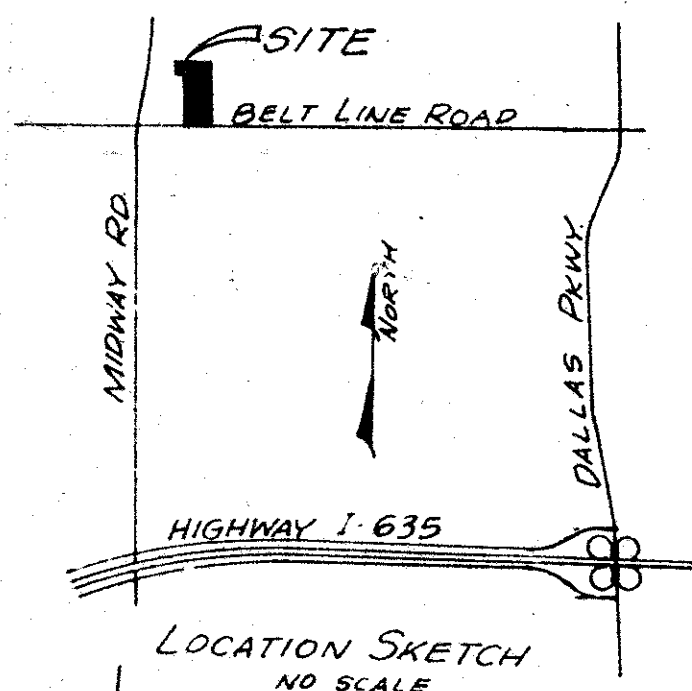 SITE
BELT LINE ROAD
MIDWAY RD.
NORTH
DALLAS PKWY.
HIGHWAY I-635
LOCATION SKETCH
NO SCALE